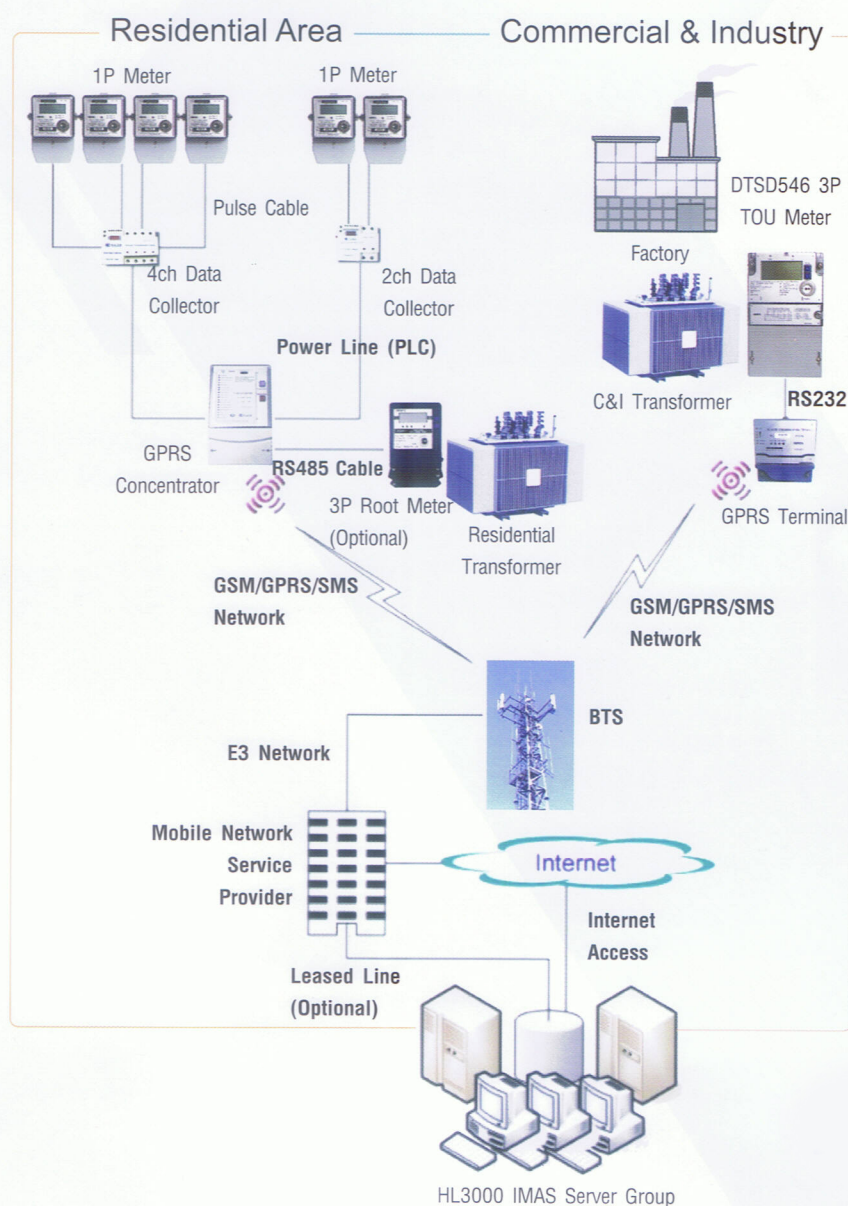 Residential Area
Commercial & Industry
1P Meter
1P Meter
Pulse Cable
4ch Data
Collector
2ch Data
Collector
Power Line (PLC)
DTSD546 3P
TOU Meter
Factory
C&I Transformer
RS232
GPRS
Concentrator
RS485 Cable
3P Root Meter
(Optional)
Residential
Transformer
GPRS Terminal
GSM/GPRS/SMS
Network
GSM/GPRS/SMS
Network
BTS
E3 Network
Mobile Network
Service
Provider
Internet
Internet
Access
Leased Line
(Optional)
HL3000 IMAS Server Group